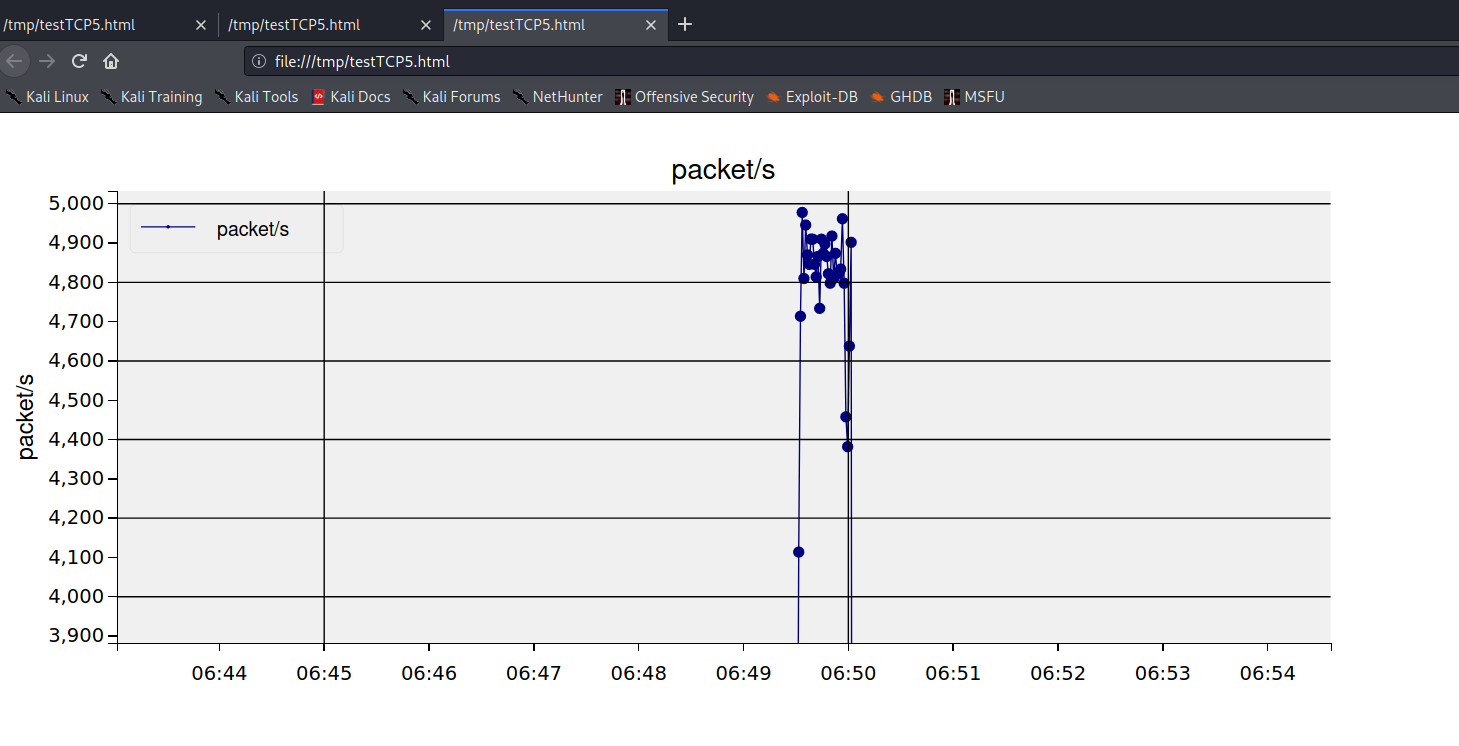 /tmp/testTCP5.html /tmp/testTCP5.html /tmp/testTCP5.html
file:///tmp/testTCP5.html
Kali Linux Kali Training Kali Tools Kali Docs Kali Forums NetHunter Offensive Security Exploit-DB GHDB MSFU
packet/s
packet/s
packet/s
5,000
4,900
4,800
4,700
4,600
4,500
4,400
4,300
4,200
4,100
4,000
3,900
06:44 06:45 06:46 06:47 06:48 06:49 06:50 06:51 06:52 06:53 06:54